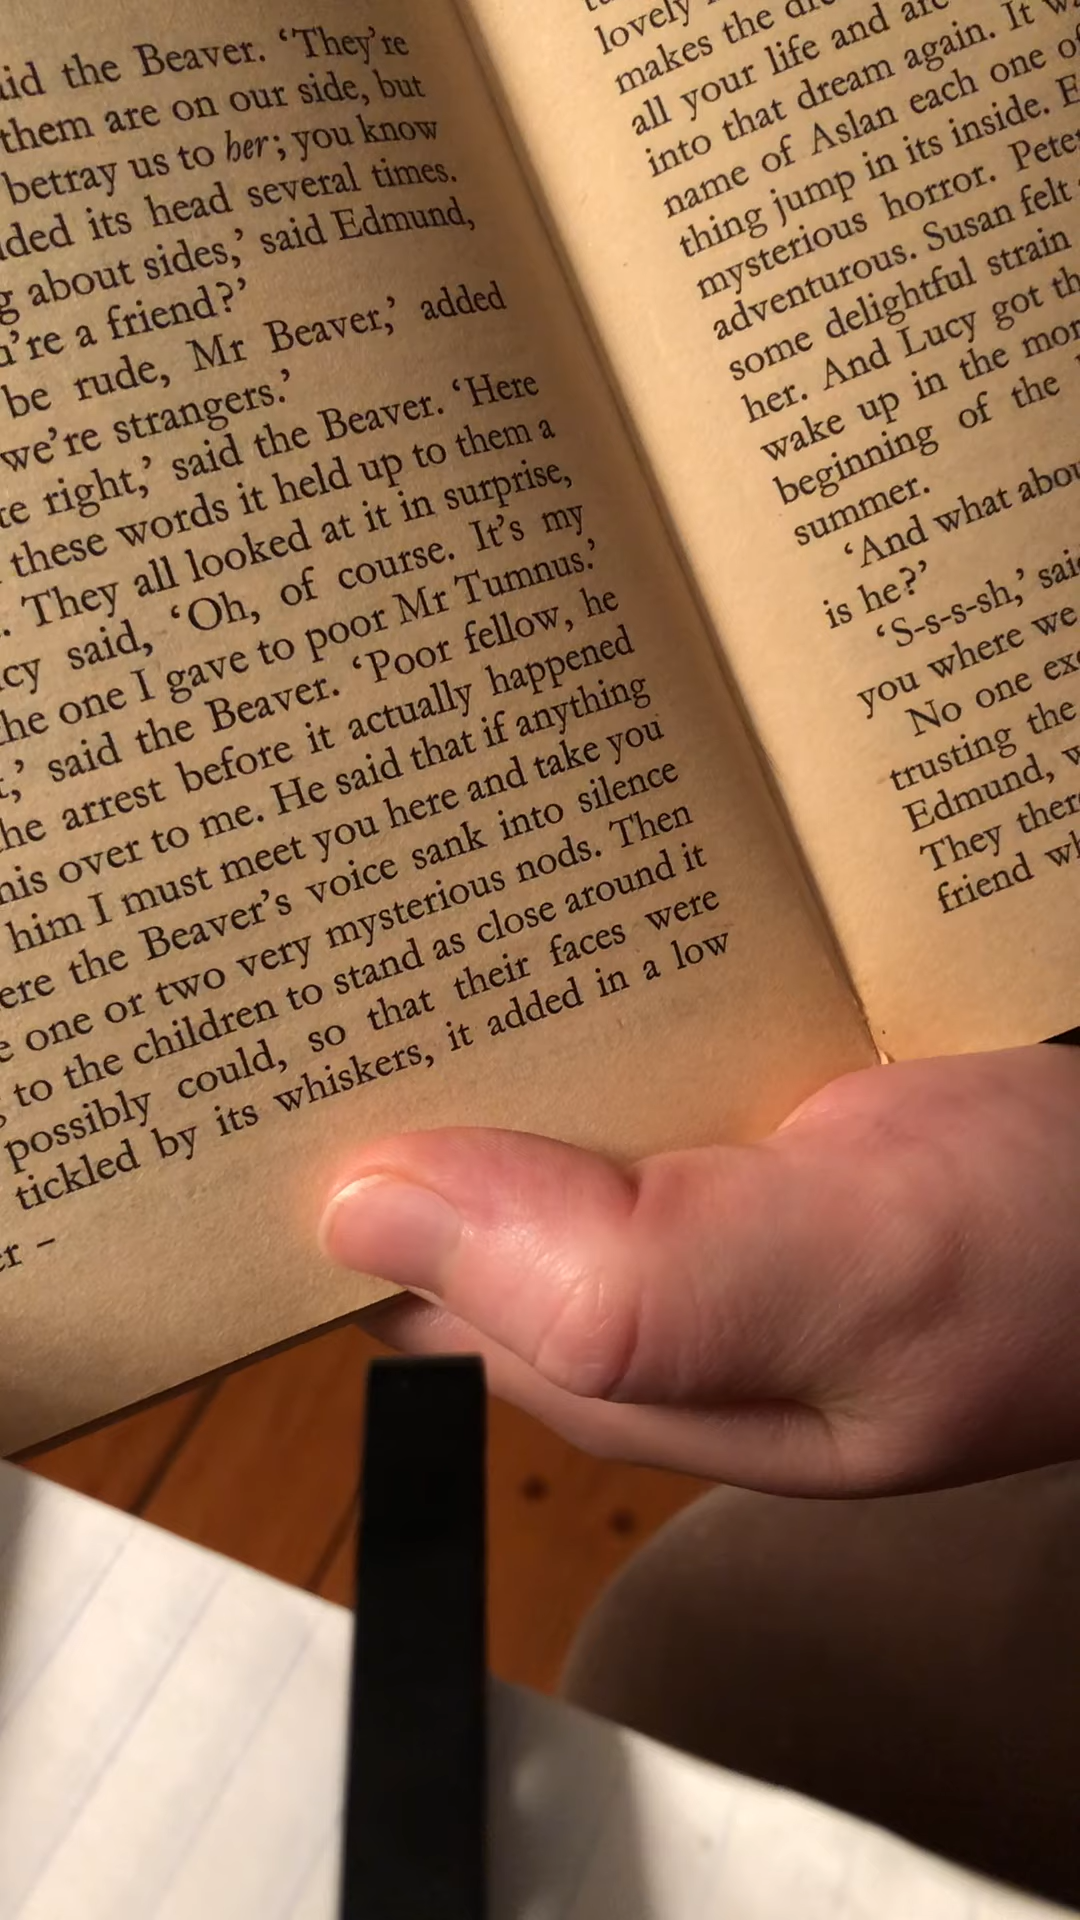 the Beaver. 'They're
them are on our side, but
betray us to her; you know
its head several times.
about sides,' said Edmund,
a friend?'
be rude, Mr Beaver,' added
we're strangers.'
right,' said the Beaver. 'Here
these words it held up to them a
They all looked at it in surprise,
said, 'Oh, of course. It's my
the one I gave to poor Mr Tumnus.'
said the Beaver. 'Poor fellow, he
the arrest before it actually happened
this over to me. He said that if anything
him I must meet you here and take you
the Beaver's voice sank into silence
one or two very mysterious nods. Then
to the children to stand as close around it
possibly could, so that their faces were
tickled by its whiskers, it added in a low
–
lovely
makes the
all your life and are
into that dream again. It
name of Aslan each one of
thing jump in its inside.
mysterious horror. Peter
adventurous. Susan felt
some delightful strain
her. And Lucy got
wake up in the
beginning of the
summer.
'And what about
is he?'
'S-s-s-sh,' said
you where we
No one
trusting the
Edmund,
They
friend